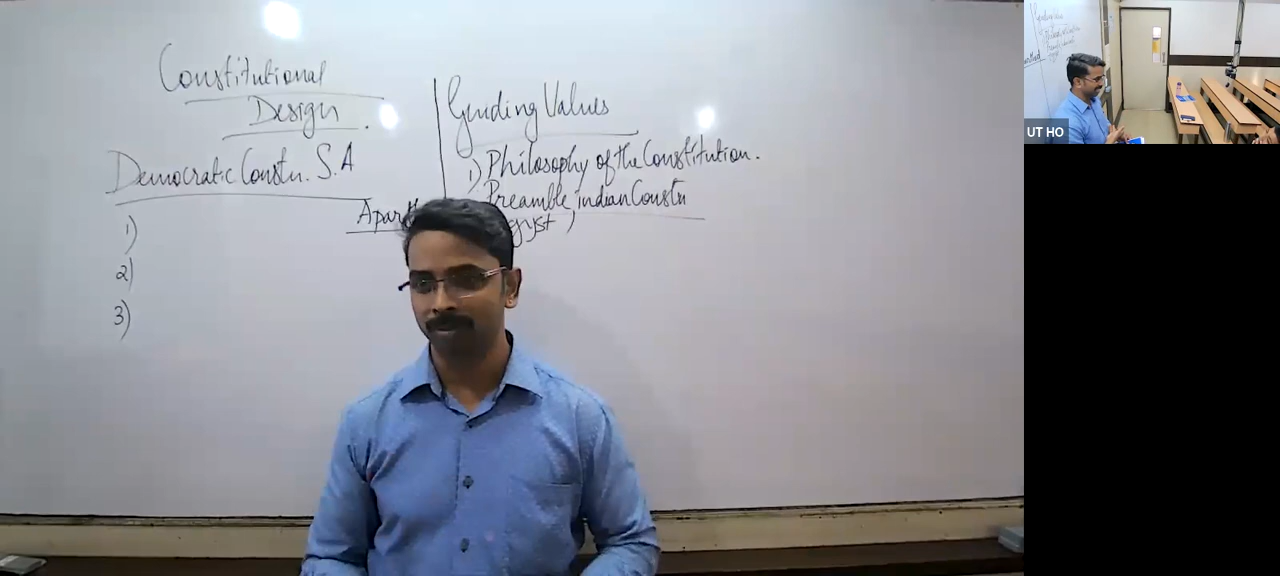 Constitutional
Design.
Democratic Constn. S.A
1)
2)
3)
Guiding Values
1) Philosophy of the Constitution.
Preamble, indian Constn
UT HO